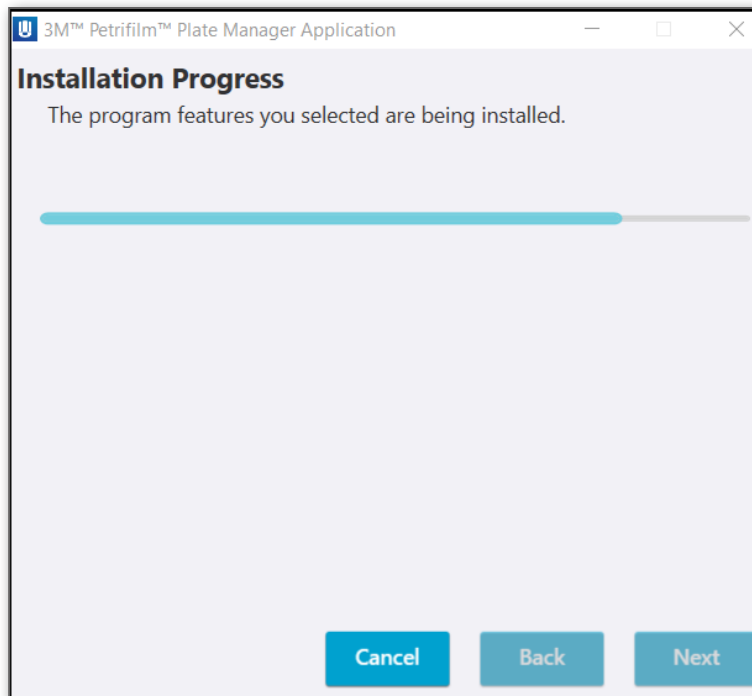 3M™ Petrifilm™ Plate Manager Application
Installation Progress
The program features you selected are being installed.
Cancel Back Next